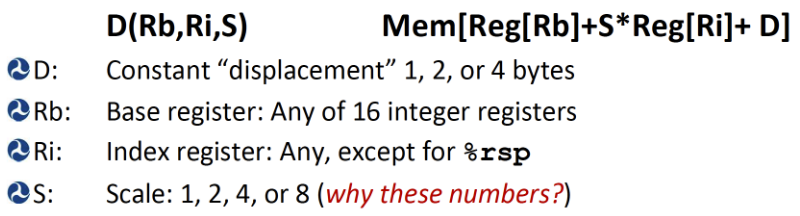 D(Rb,Ri,S) Mem[Reg[Rb]+S*Reg[Ri]+ D]
D: Constant “displacement” 1, 2, or 4 bytes
Rb: Base register: Any of 16 integer registers
Ri: Index register: Any, except for %rsp
S: Scale: 1, 2, 4, or 8 (why these numbers?)